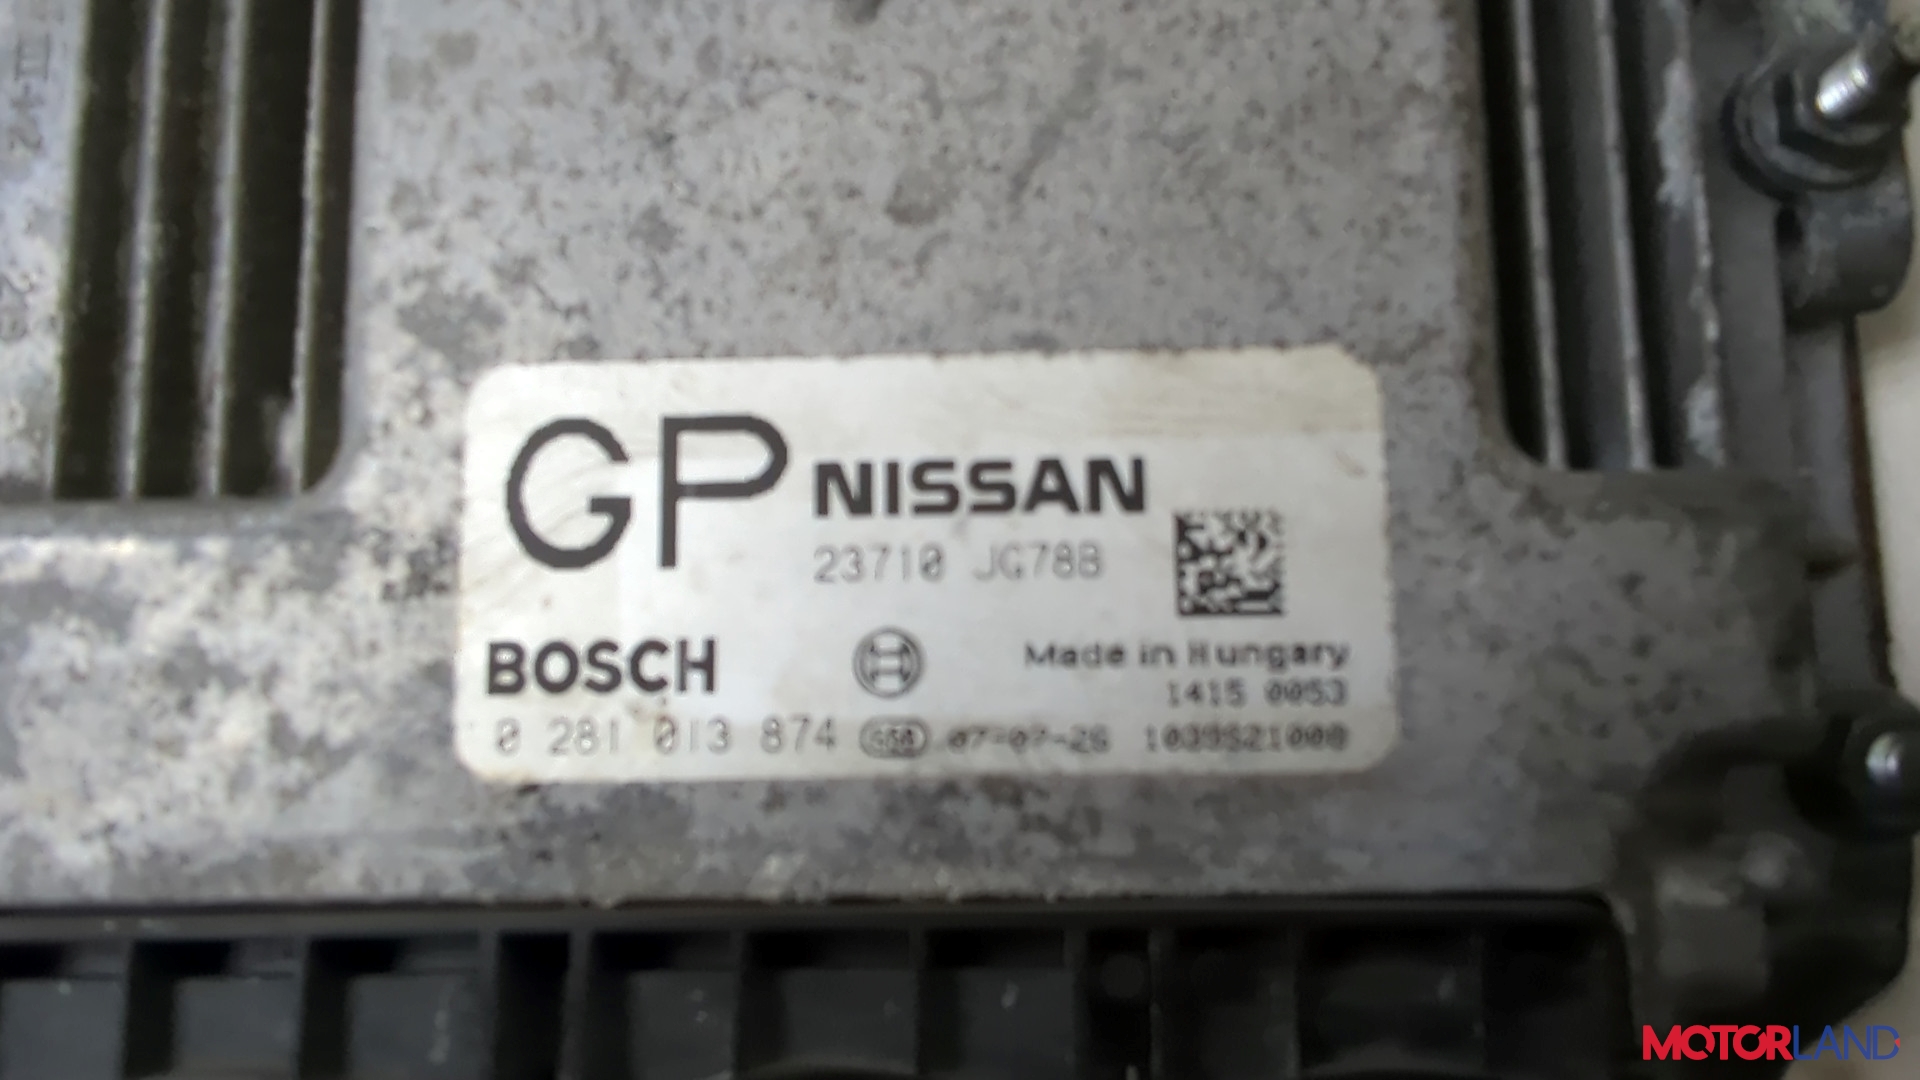 GP NISSAN
23710 JG78B
BOSCH Made in Hungary
1415 0053
0 281 013 874 07-07-26 1039S21008
MOTORLAND